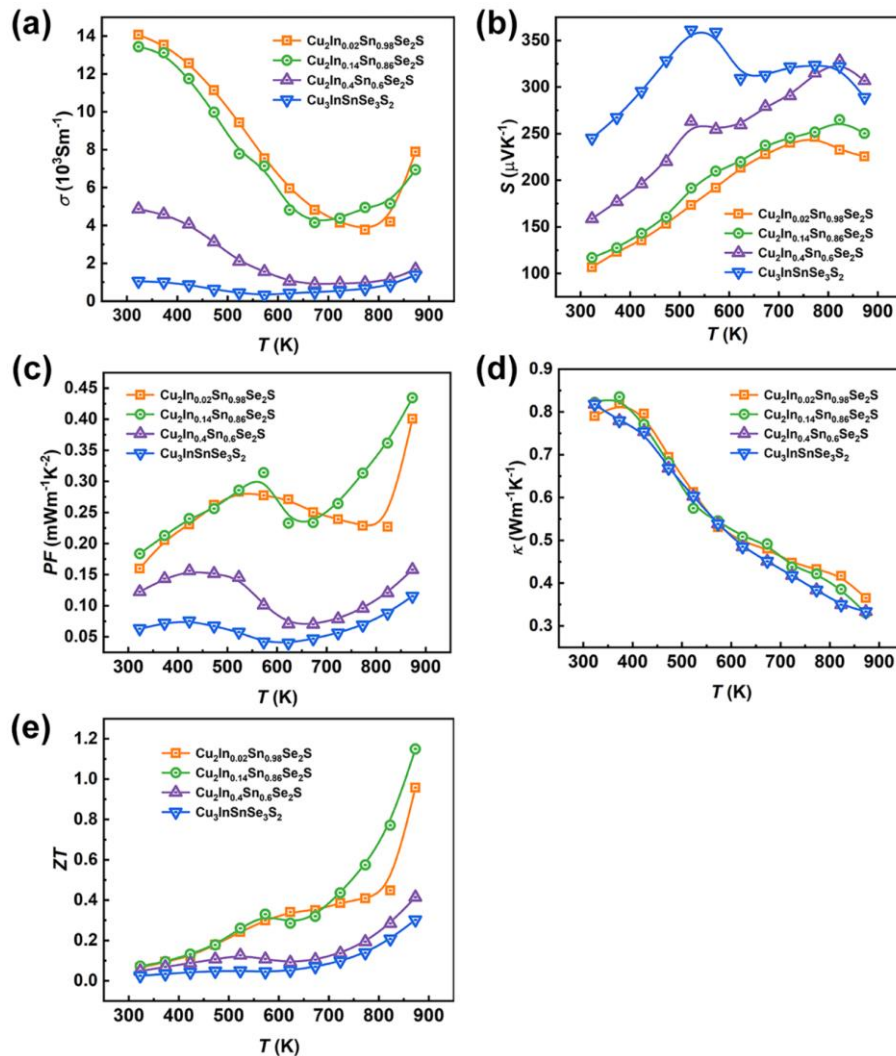 (a)
14
12
10
8
6
4
2
0
σ (10³Sm⁻¹)
300 400 500 600 700 800 900
T (K)
Cu₂In₀.₀₂Sn₀.₉₈Se₂S
Cu₂In₀.₁₄Sn₀.₈₆Se₂S
Cu₂In₀.₄Sn₀.₆Se₂S
Cu₃InSnSe₃S₂
(b)
350
300
250
200
150
100
S (μVK⁻¹)
300 400 500 600 700 800 900
T (K)
Cu₂In₀.₀₂Sn₀.₉₈Se₂S
Cu₂In₀.₁₄Sn₀.₈₆Se₂S
Cu₂In₀.₄Sn₀.₆Se₂S
Cu₃InSnSe₃S₂
(c)
0.45
0.40
0.35
0.30
0.25
0.20
0.15
0.10
0.05
PF (mWm⁻¹K⁻²)
300 400 500 600 700 800 900
T (K)
Cu₂In₀.₀₂Sn₀.₉₈Se₂S
Cu₂In₀.₁₄Sn₀.₈₆Se₂S
Cu₂In₀.₄Sn₀.₆Se₂S
Cu₃InSnSe₃S₂
(d)
0.9
0.8
0.7
0.6
0.5
0.4
0.3
κ (Wm⁻¹K⁻¹)
300 400 500 600 700 800 900
T (K)
Cu₂In₀.₀₂Sn₀.₉₈Se₂S
Cu₂In₀.₁₄Sn₀.₈₆Se₂S
Cu₂In₀.₄Sn₀.₆Se₂S
Cu₃InSnSe₃S₂
(e)
1.2
1.0
0.8
0.6
0.4
0.2
0.0
ZT
300 400 500 600 700 800 900
T (K)
Cu₂In₀.₀₂Sn₀.₉₈Se₂S
Cu₂In₀.₁₄Sn₀.₈₆Se₂S
Cu₂In₀.₄Sn₀.₆Se₂S
Cu₃InSnSe₃S₂